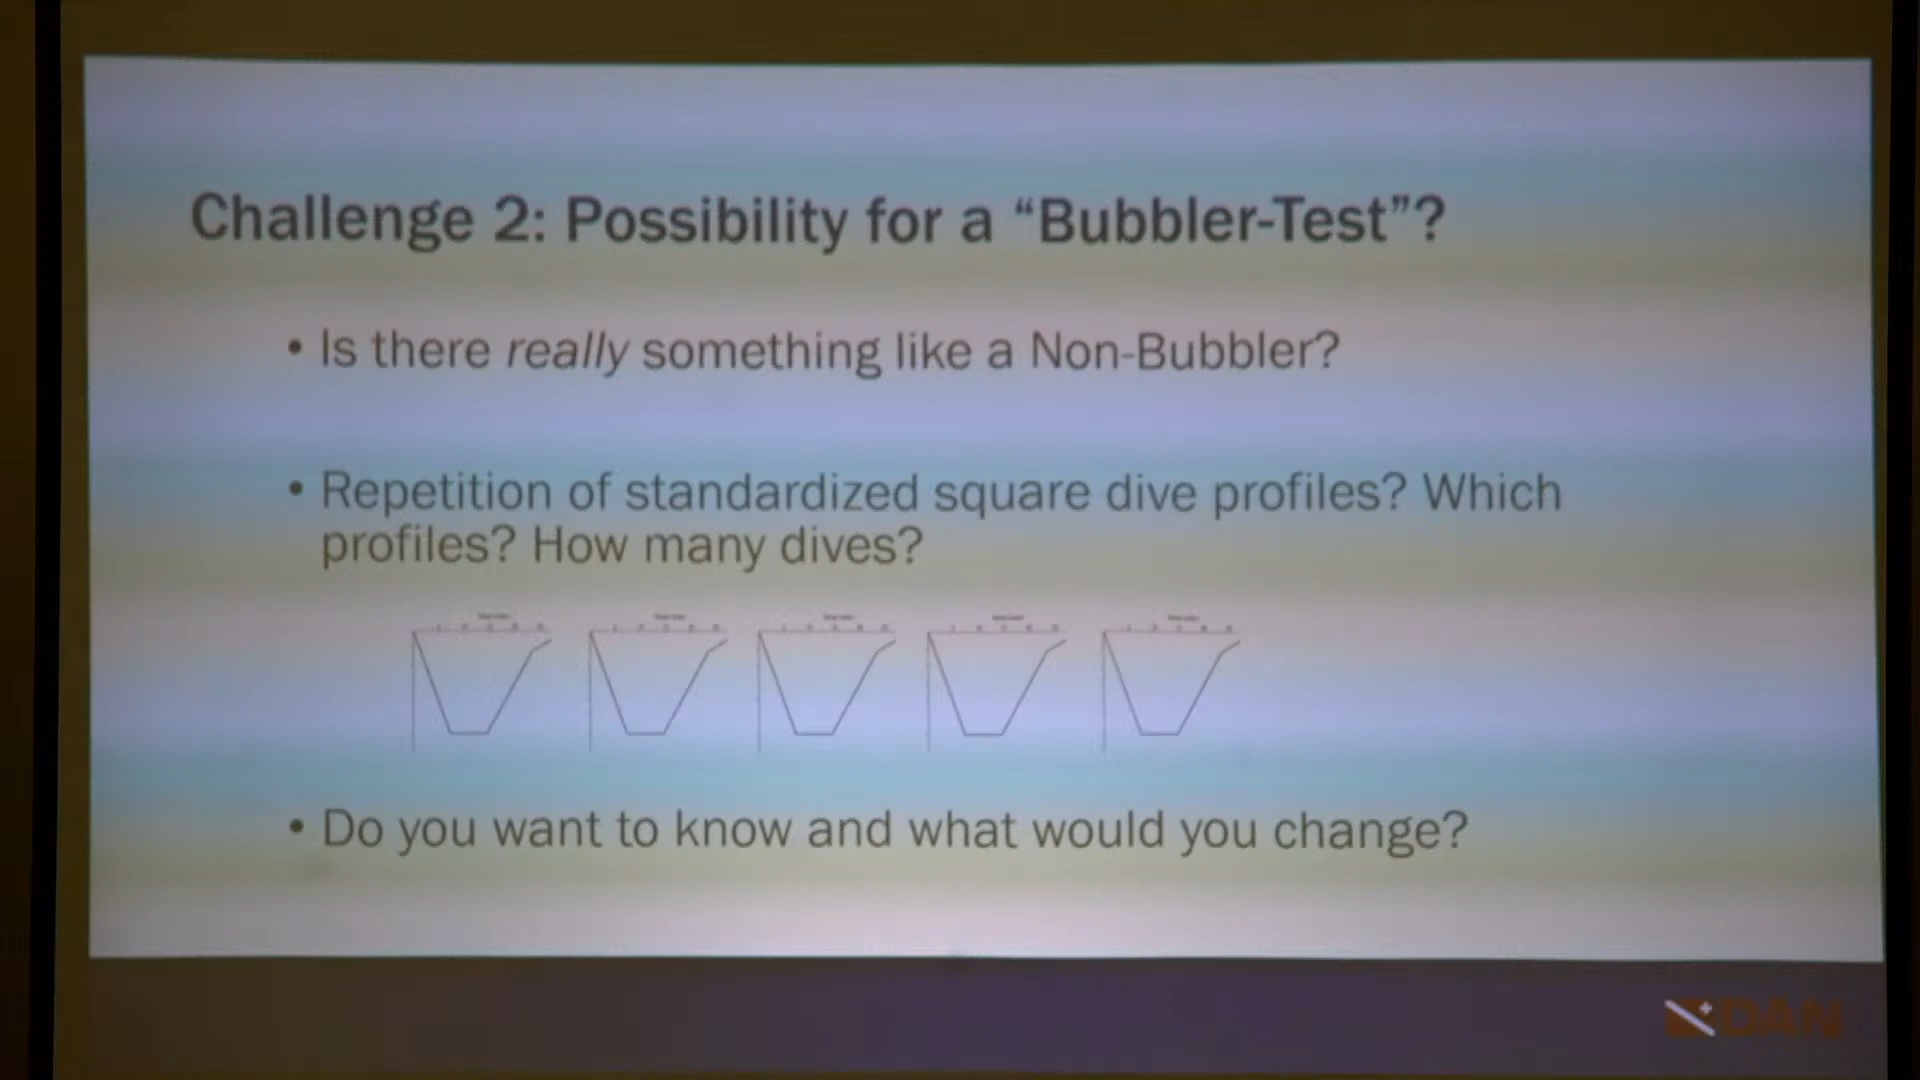 Challenge 2: Possibility for a “Bubbler-Test”?
• Is there really something like a Non-Bubbler?
• Repetition of standardized square dive profiles? Which
profiles? How many dives?
• Do you want to know and what would you change?
DAN